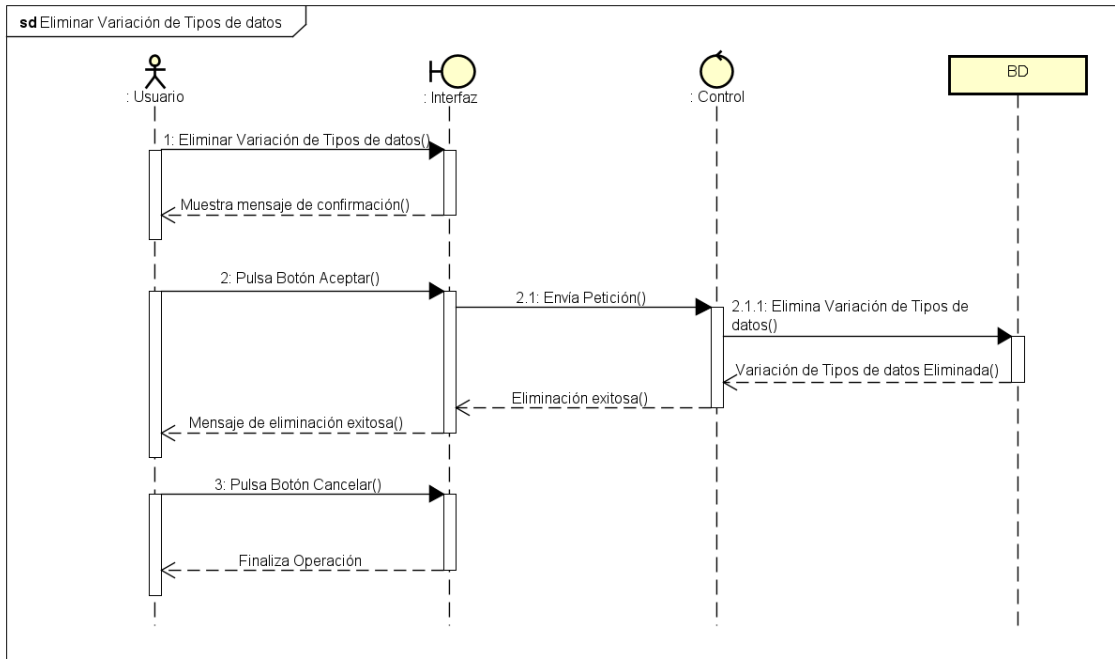 sd Eliminar Variación de Tipos de datos
: Usuario
: Interfaz
: Control
BD
1: Eliminar Variación de Tipos de datos()
Muestra mensaje de confirmación()
2: Pulsa Botón Aceptar()
2.1: Envía Petición()
2.1.1: Elimina Variación de Tipos de
datos()
Variación de Tipos de datos Eliminada()
Eliminación exitosa()
Mensaje de eliminación exitosa()
3: Pulsa Botón Cancelar()
Finaliza Operación